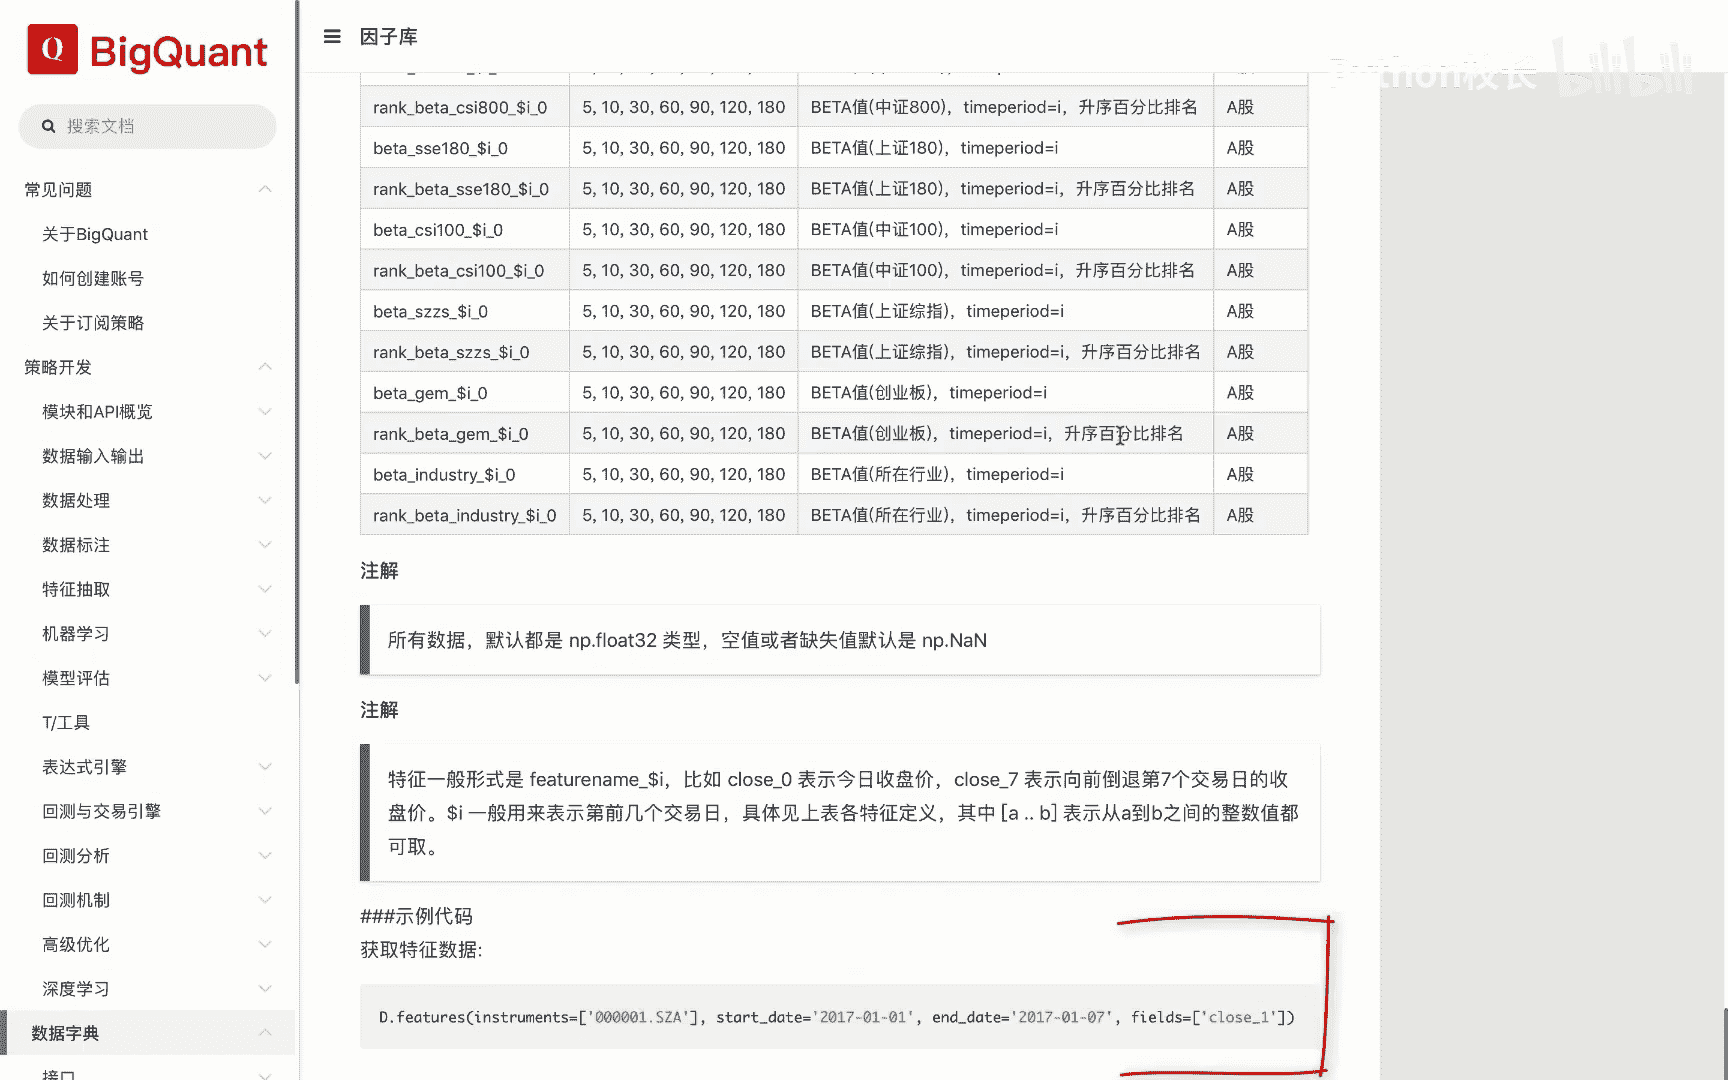 Q BigQuant
搜索文档
常见问题
关于BigQuant
如何创建账号
关于订阅策略
策略开发
模块和API概览
数据输入输出
数据处理
数据标注
特征抽取
机器学习
模型评估
T/工具
表达式引擎
回测与交易引擎
回测分析
回测机制
高级优化
深度学习
数据字典
接口
因子库
Python校长 bilibili
rank_beta_csi800_$i_0 5, 10, 30, 60, 90, 120, 180 BETA值(中证800)，timeperiod=i，升序百分比排名 A股
beta_sse180_$i_0 5, 10, 30, 60, 90, 120, 180 BETA值(上证180)，timeperiod=i A股
rank_beta_sse180_$i_0 5, 10, 30, 60, 90, 120, 180 BETA值(上证180)，timeperiod=i，升序百分比排名 A股
beta_csi100_$i_0 5, 10, 30, 60, 90, 120, 180 BETA值(中证100)，timeperiod=i A股
rank_beta_csi100_$i_0 5, 10, 30, 60, 90, 120, 180 BETA值(中证100)，timeperiod=i，升序百分比排名 A股
beta_szzs_$i_0 5, 10, 30, 60, 90, 120, 180 BETA值(上证综指)，timeperiod=i A股
rank_beta_szzs_$i_0 5, 10, 30, 60, 90, 120, 180 BETA值(上证综指)，timeperiod=i，升序百分比排名 A股
beta_gem_$i_0 5, 10, 30, 60, 90, 120, 180 BETA值(创业板)，timeperiod=i A股
rank_beta_gem_$i_0 5, 10, 30, 60, 90, 120, 180 BETA值(创业板)，timeperiod=i，升序百分比排名 A股
beta_industry_$i_0 5, 10, 30, 60, 90, 120, 180 BETA值(所在行业)，timeperiod=i A股
rank_beta_industry_$i_0 5, 10, 30, 60, 90, 120, 180 BETA值(所在行业)，timeperiod=i，升序百分比排名 A股
注解
所有数据，默认都是 np.float32 类型，空值或者缺失值默认是 np.NaN
注解
特征一般形式是 featurename_$i，比如 close_0 表示今日收盘价，close_7 表示向前倒退第7个交易日的收
盘价。$i 一般用来表示第前几个交易日，具体见上表各特征定义，其中 [a .. b] 表示从a到b之间的整数值都
可取。
###示例代码
获取特征数据:
D.features(instruments=['000001.SZA'], start_date='2017-01-01', end_date='2017-01-07', fields=['close_1'])